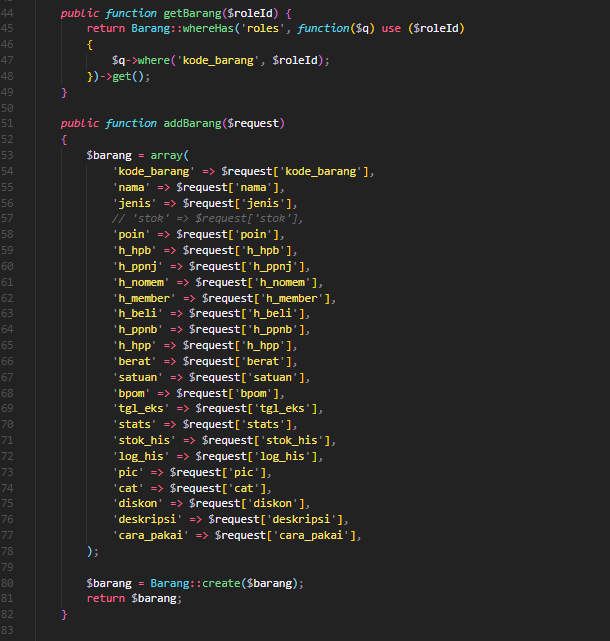 44 public function getBarang($roleId) {
45 return Barang::whereHas('roles', function($q) use ($roleId)
46 {
47 $q->where('kode_barang', $roleId);
48 })->get();
49 }
50
51 public function addBarang($request)
52 {
53 $barang = array(
54 'kode_barang' => $request['kode_barang'],
55 'nama' => $request['nama'],
56 'jenis' => $request['jenis'],
57 // 'stok' => $request['stok'],
58 'poin' => $request['poin'],
59 'h_hpb' => $request['h_hpb'],
60 'h_ppnj' => $request['h_ppnj'],
61 'h_nomem' => $request['h_nomem'],
62 'h_member' => $request['h_member'],
63 'h_beli' => $request['h_beli'],
64 'h_ppnb' => $request['h_ppnb'],
65 'h_hpp' => $request['h_hpp'],
66 'berat' => $request['berat'],
67 'satuan' => $request['satuan'],
68 'bpom' => $request['bpom'],
69 'tgl_eks' => $request['tgl_eks'],
70 'stats' => $request['stats'],
71 'stok_his' => $request['stok_his'],
72 'log_his' => $request['log_his'],
73 'pic' => $request['pic'],
74 'cat' => $request['cat'],
75 'diskon' => $request['diskon'],
76 'deskripsi' => $request['deskripsi'],
77 'cara_pakai' => $request['cara_pakai'],
78 );
79
80 $barang = Barang::create($barang);
81 return $barang;
82 }
83